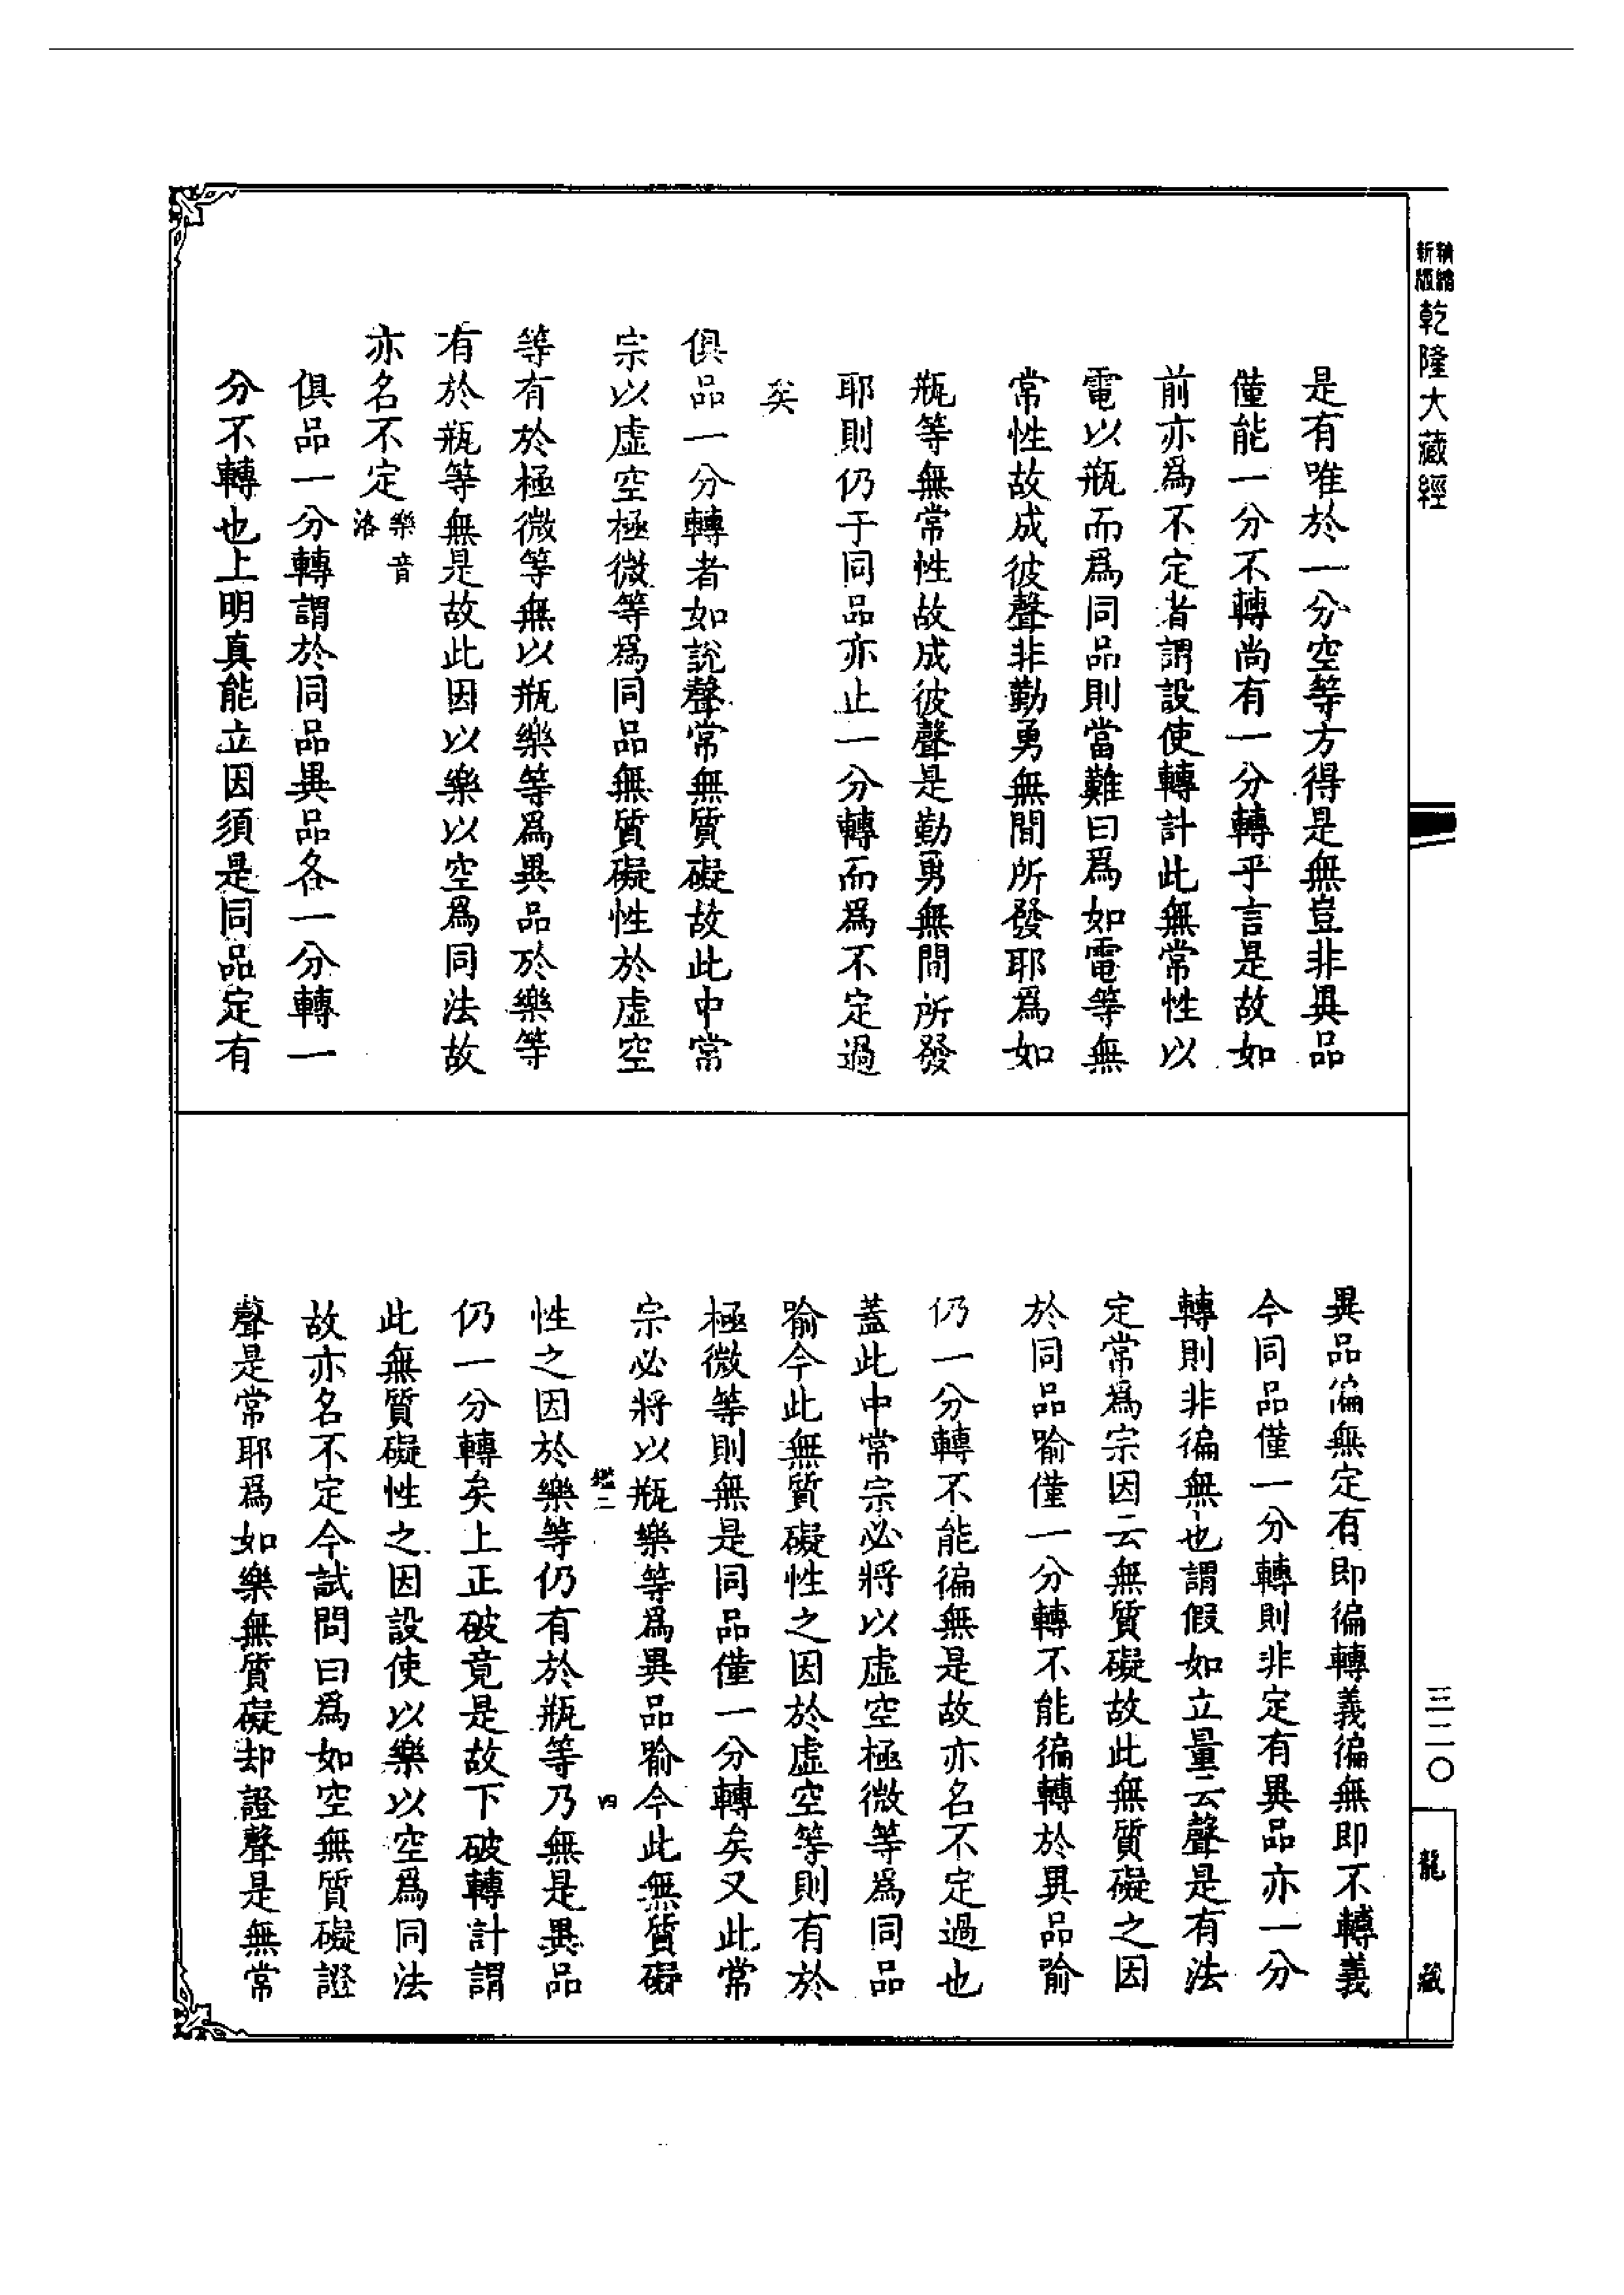 精縮新版
乾隆大藏經
三二〇
龍藏
是有唯於一分空等方得是無豈非異品
僅能一分不轉尚有一分轉乎言是故如
前亦爲不定者謂設使轉計此無常性以
電以瓶而爲同品則當難曰爲如電等無
常性故成彼聲非勤勇無間所發耶爲如
瓶等無常性故成彼聲是勤勇無間所發
耶則仍于同品亦止一分轉而爲不定過
矣
俱品一分轉者如說聲常無質礙故此中常
宗以虛空極微等爲同品無質礙性於虛空
等有於極微等無以瓶樂等爲異品於樂等
有於瓶等無是故此因以樂以空爲同法故
亦名不定
樂音
洛
俱品一分轉謂於同品異品各一分轉一
分不轉也上明真能立因須是同品定有
異品徧無定有即徧轉義徧無即不轉義
今同品僅一分轉則非定有異品亦一分
轉則非徧無也謂假如立量云聲是有法
定常爲宗因云無質礙故此無質礙之因
於同品喻僅一分轉不能徧轉於異品喻
仍一分轉不能徧無是故亦名不定過也
蓋此中常宗必將以虛空極微等爲同品
喻今此無質礙性之因於虛空等則有於
極微等則無是同品僅一分轉矣又此常
宗必將以瓶樂等爲異品喻今此無質礙
鑑二
四
性之因於樂等仍有於瓶等乃無是異品
仍一分轉矣上正破竟是故下破轉計謂
此無質礙性之因設使以樂以空爲同法
故亦名不定今試問曰爲如空無質礙證
聲是常耶爲如樂無質礙却證聲是無常